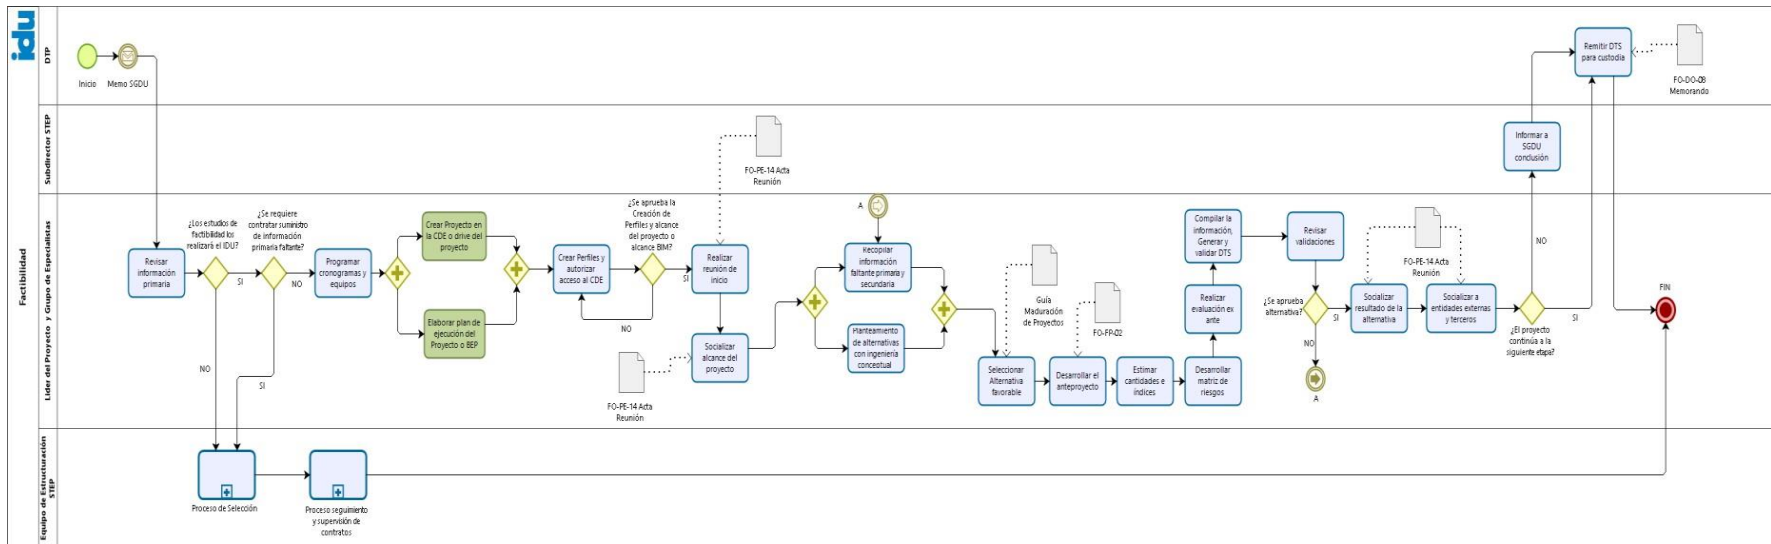 idu
Factibilidad
DTP
Inicio
Memo SGDU
Remitir DTS
para custodia
FO-DO-08
Memorando
Subdirector STEP
FO-PE-14 Acta
Reunión
Informar a
SGDU
conclusión
Líder del Proyecto y Grupo de Especialistas
Revisar
información
primaria
¿Los estudios de
factibilidad los
realizará el IDU?
SI
NO
¿Se requiere
contratar suministro
de información
primaria faltante?
NO
SI
Programar
cronogramas y
equipos
Crear Proyecto en
la CDE o drive del
proyecto
Elaborar plan de
ejecución del
Proyecto o BEP
Crear Perfiles y
autorizar
acceso al CDE
¿Se aprueba la
Creación de
Perfiles y alcance
del proyecto o
alcance BIM?
SI
NO
Realizar
reunión de
inicio
FO-PE-14 Acta
Reunión
Socializar
alcance del
proyecto
A
Recopilar
información
faltante primaria y
secundaria
Planteamiento
de alternativas
con ingeniería
conceptual
Guía
Maduración
de Proyectos
Seleccionar
Alternativa
favorable
FO-FP-02
Desarrollar el
anteproyecto
Estimar
cantidades e
índices
Desarrollar
matriz de
riesgos
Realizar
evaluación ex
ante
Compilar la
información,
Generar y
validar DTS
Revisar
validaciones
¿Se aprueba
alternativa?
SI
NO
A
FO-PE-14 Acta
Reunión
Socializar
resultado de la
alternativa
Socializar a
entidades externas
y terceros
NO
SI
¿El proyecto
continúa a la
siguiente etapa?
FIN
Equipo de Estructuración
STEP
Proceso de Selección
Proceso seguimiento
y supervisión de
contratos